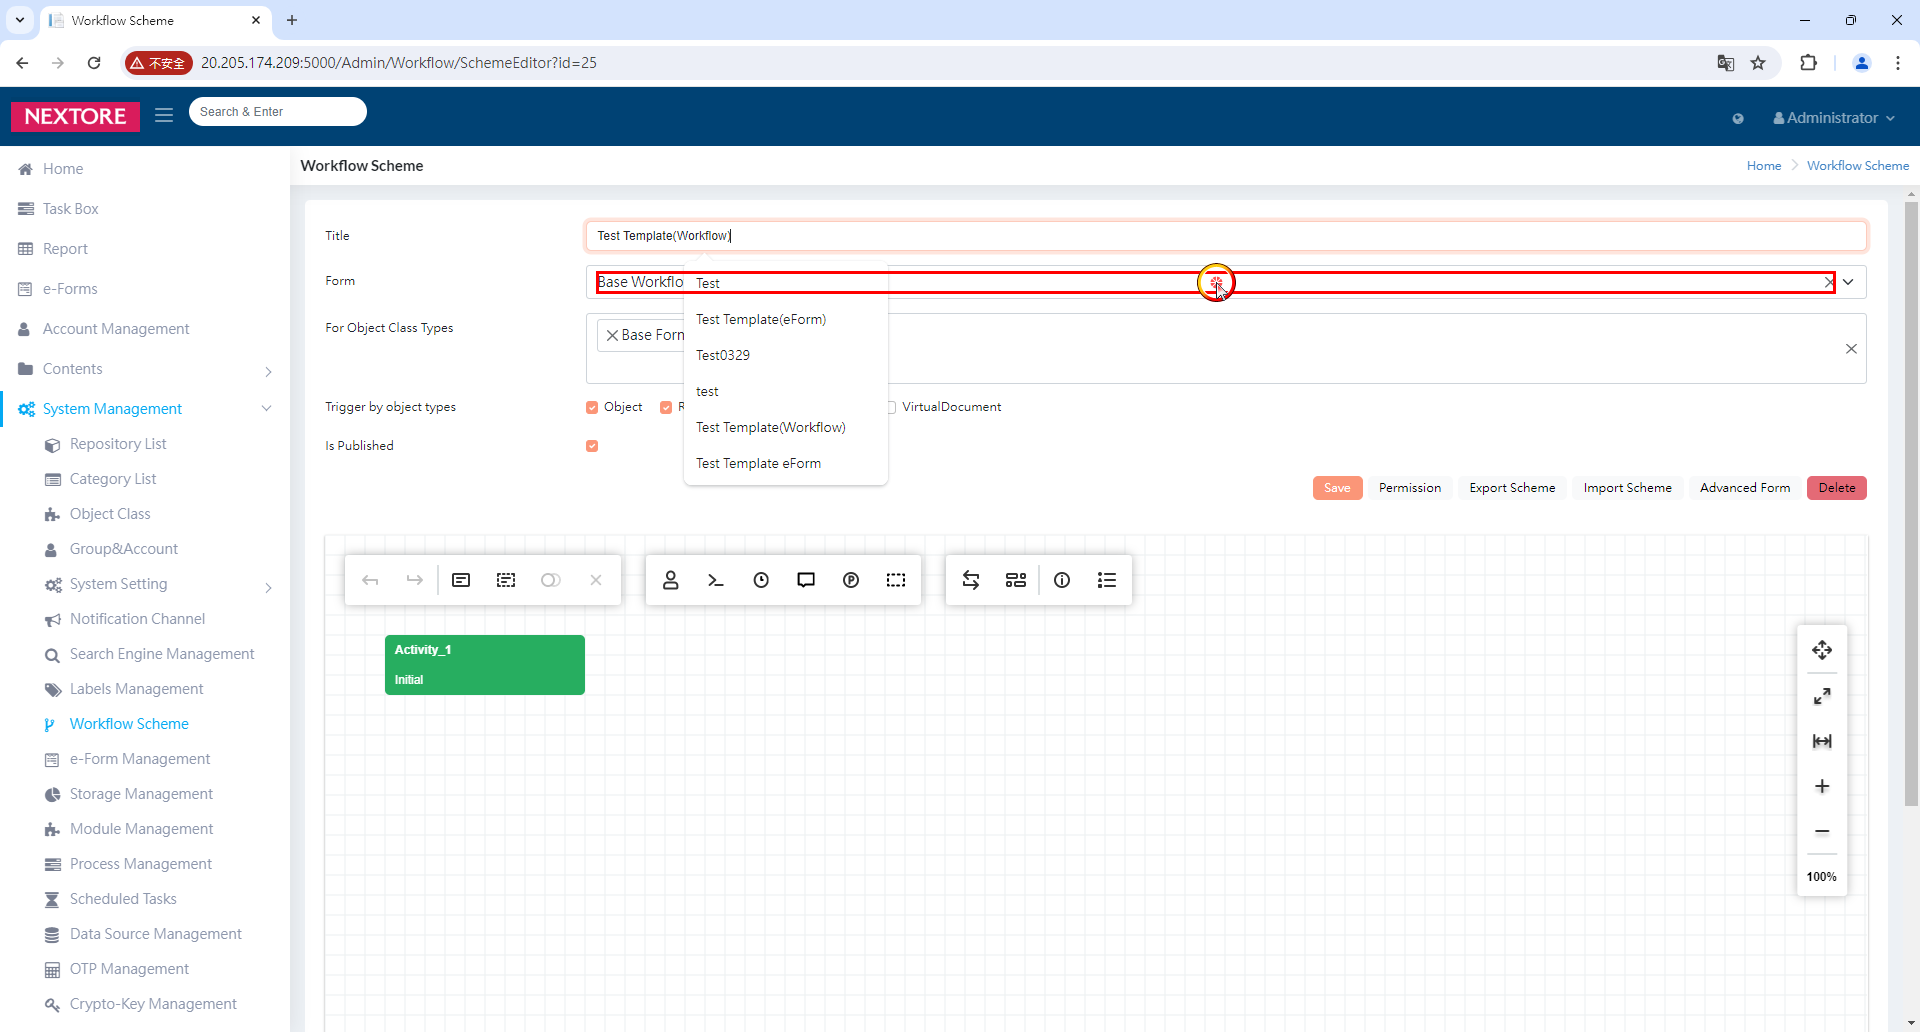 Workflow Scheme
不安全
20.205.174.209:5000/Admin/Workflow/SchemeEditor?id=25
NEXTORE
Search & Enter
Administrator
Home
Task Box
Report
e-Forms
Account Management
Contents
System Management
Repository List
Category List
Object Class
Group&Account
System Setting
Notification Channel
Search Engine Management
Labels Management
Workflow Scheme
e-Form Management
Storage Management
Module Management
Process Management
Scheduled Tasks
Data Source Management
OTP Management
Crypto-Key Management
Workflow Scheme
Home
Workflow Scheme
Title
Test Template(Workflow)
Form
Base Workflo
Test
Test Template(eForm)
Test0329
test
Test Template(Workflow)
Test Template eForm
For Object Class Types
Base Forn
Trigger by object types
Object
R
VirtualDocument
Is Published
Save
Permission
Export Scheme
Import Scheme
Advanced Form
Delete
Activity_1
Initial
100%